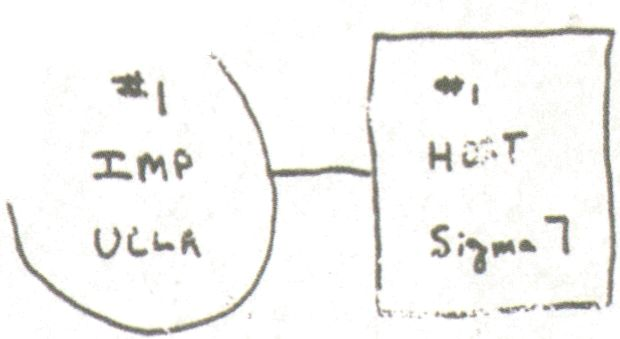 #1
IMP
UCLA
#1
HOST
Sigma 7